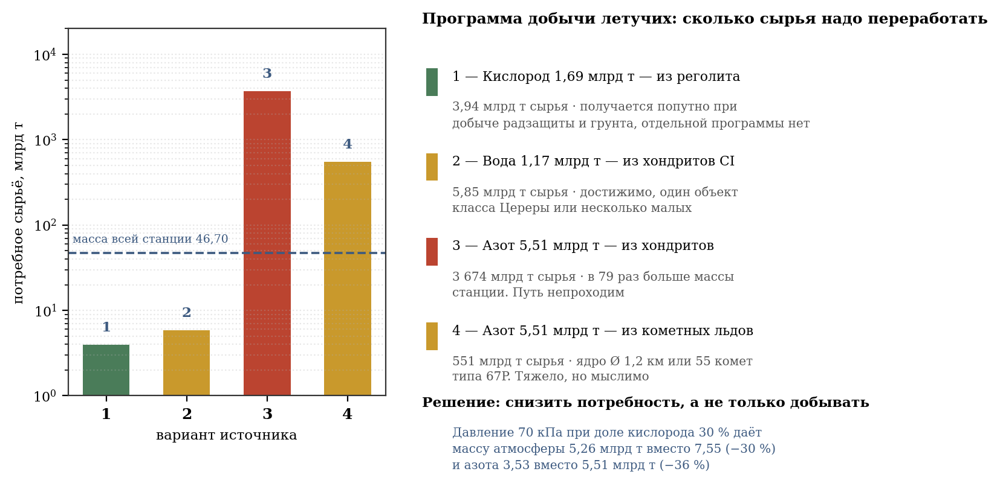 Программа добычи летучих: сколько сырья надо переработать
потребное сырьё, млрд т
10⁴
10³
10²
10¹
10⁰
масса всей станции 46,70
1
2
3
4
1
2
3
4
вариант источника
1 — Кислород 1,69 млрд т — из реголита
3,94 млрд т сырья · получается попутно при
добыче радзащиты и грунта, отдельной программы нет
2 — Вода 1,17 млрд т — из хондритов CI
5,85 млрд т сырья · достижимо, один объект
класса Цереры или несколько малых
3 — Азот 5,51 млрд т — из хондритов
3 674 млрд т сырья · в 79 раз больше массы
станции. Путь непроходим
4 — Азот 5,51 млрд т — из кометных льдов
551 млрд т сырья · ядро Ø 1,2 км или 55 комет
типа 67P. Тяжело, но мыслимо
Решение: снизить потребность, а не только добывать
Давление 70 кПа при доле кислорода 30 % даёт
массу атмосферы 5,26 млрд т вместо 7,55 (−30 %)
и азота 3,53 вместо 5,51 млрд т (−36 %)